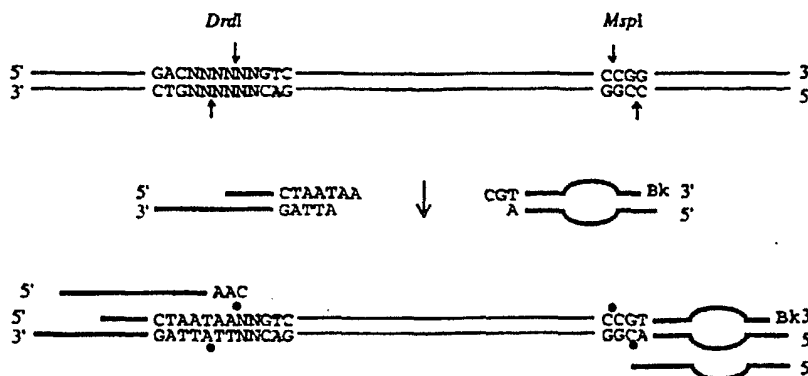 DrdI MspI
5' GACNNNNNNGTC CCGG 3'
3' CTGNNNNNNCAG GGCC 5'
5' CTAATAA CGT Bk 3'
3' GATTA A 5'
5' AAC
5' CTAATAANNGTC CCGT Bk3'
3' GATTATTNNCAG GGCA 5'
5'